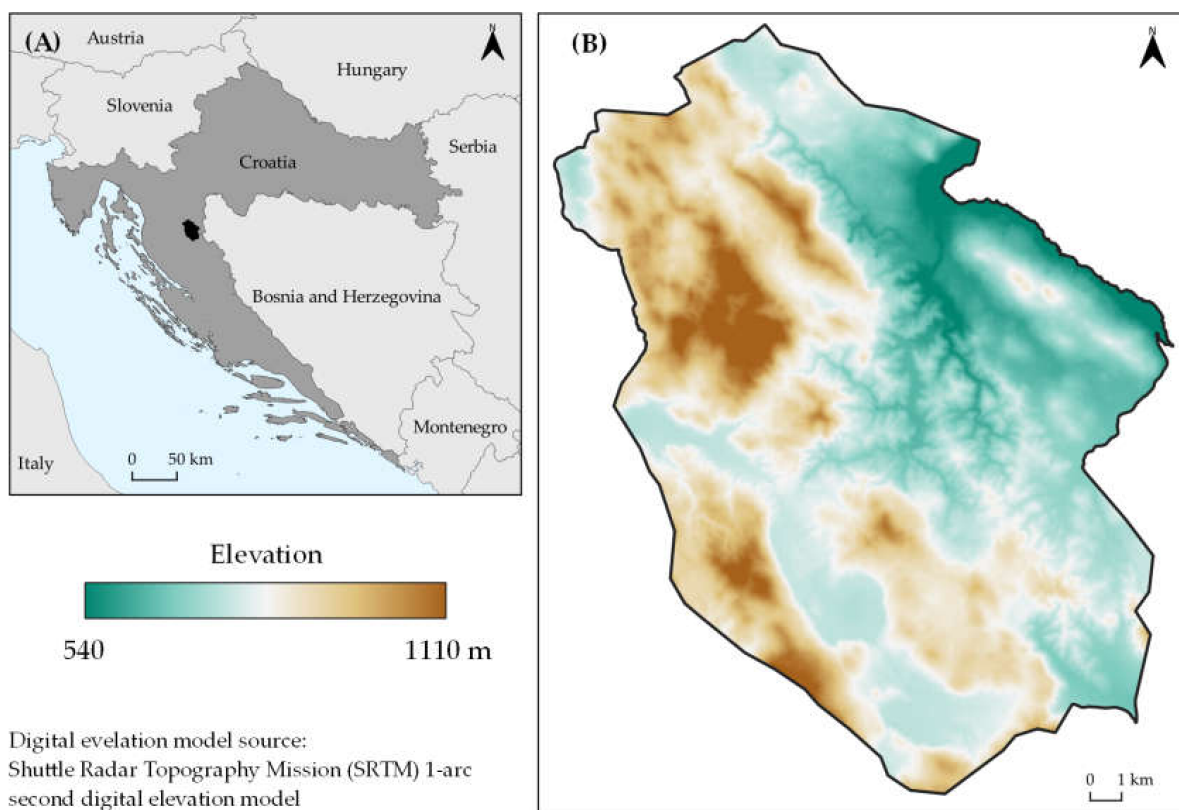 (A)
N
Austria
Hungary
Slovenia
Serbia
Croatia
Bosnia and Herzegovina
Montenegro
Italy
0 50 km
Elevation
540 1110 m
Digital evelation model source:
Shuttle Radar Topography Mission (SRTM) 1-arc
second digital elevation model
(B)
N
0 1 km